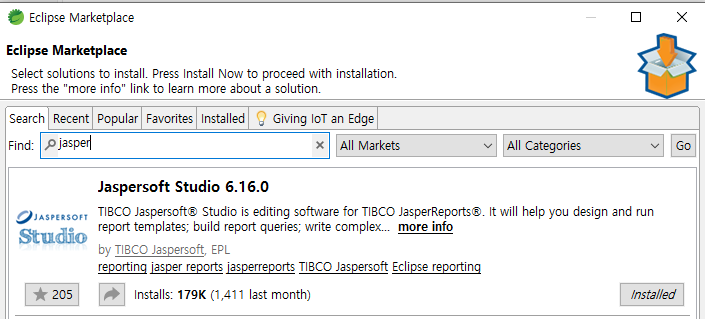 Eclipse Marketplace
Eclipse Marketplace
Select solutions to install. Press Install Now to proceed with installation.
Press the "more info" link to learn more about a solution.
Search Recent Popular Favorites Installed Giving IoT an Edge
Find: jasper All Markets All Categories Go
Jaspersoft Studio 6.16.0
JASPERSOFT
Studio
TIBCO Jaspersoft® Studio is editing software for TIBCO JasperReports®. It will help you design and run
report templates; build report queries; write complex... more info
by TIBCO Jaspersoft, EPL
reporting jasper reports jasperreports TIBCO Jaspersoft Eclipse reporting
205 Installs: 179K (1,411 last month) Installed